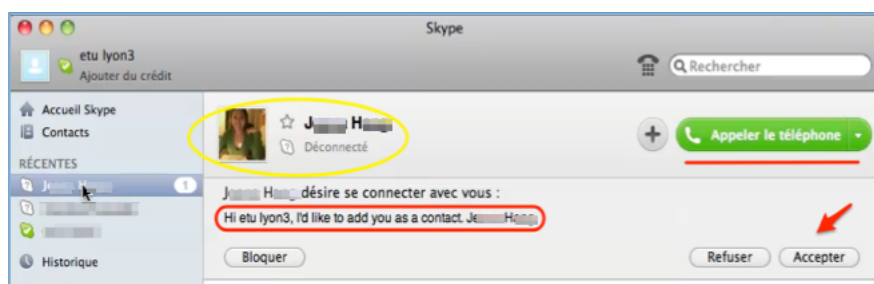 Skype
etu lyon3
Ajouter du crédit
Rechercher
Accueil Skype
Contacts
RÉCENTES
1
Historique
Déconnecté
Appeler le téléphone
désire se connecter avec vous :
Hi etu lyon3, I'd like to add you as a contact.
Bloquer
Refuser
Accepter